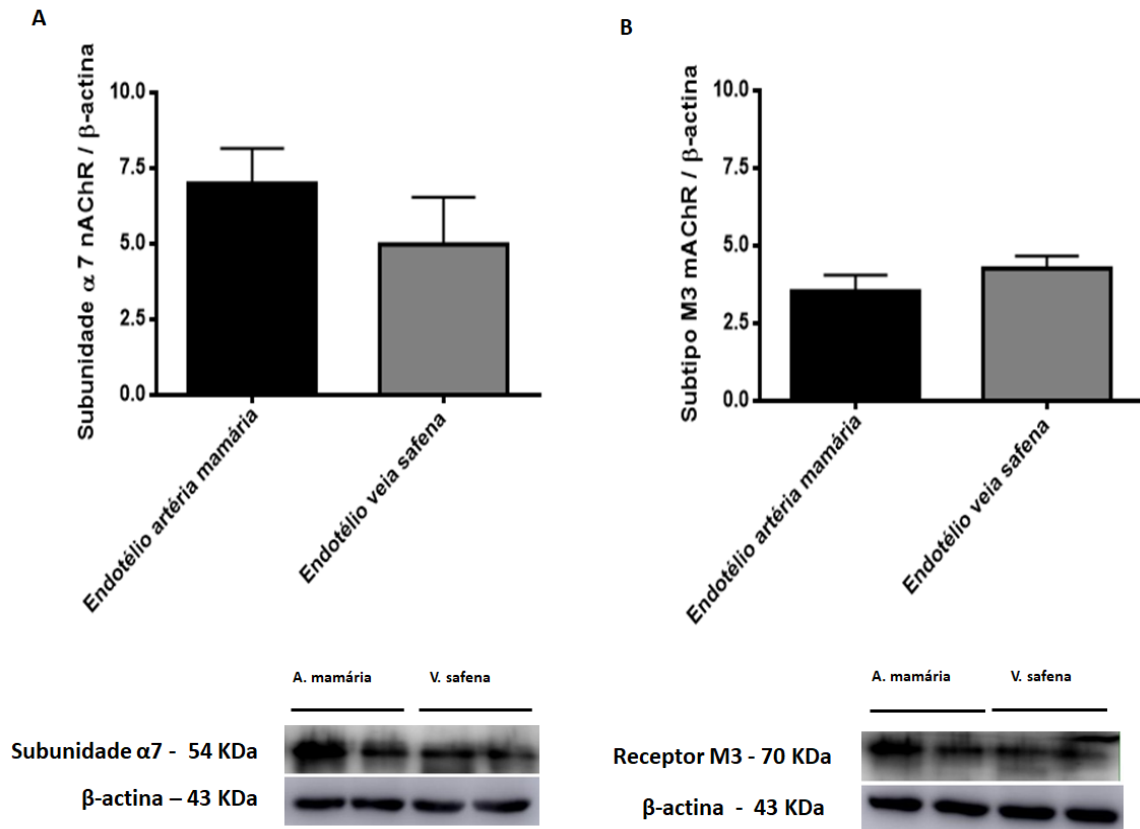 A
Subunidade α 7 nAChR / β-actina
10.0
7.5
5.0
2.5
0.0
Endotélio artéria mamária
Endotélio veia safena
A. mamária V. safena
Subunidade α7 - 54 KDa
β-actina – 43 KDa
B
Subtipo M3 mAChR / β-actina
10.0
7.5
5.0
2.5
0.0
Endotélio artéria mamária
Endotélio veia safena
A. mamária V. safena
Receptor M3 - 70 KDa
β-actina - 43 KDa